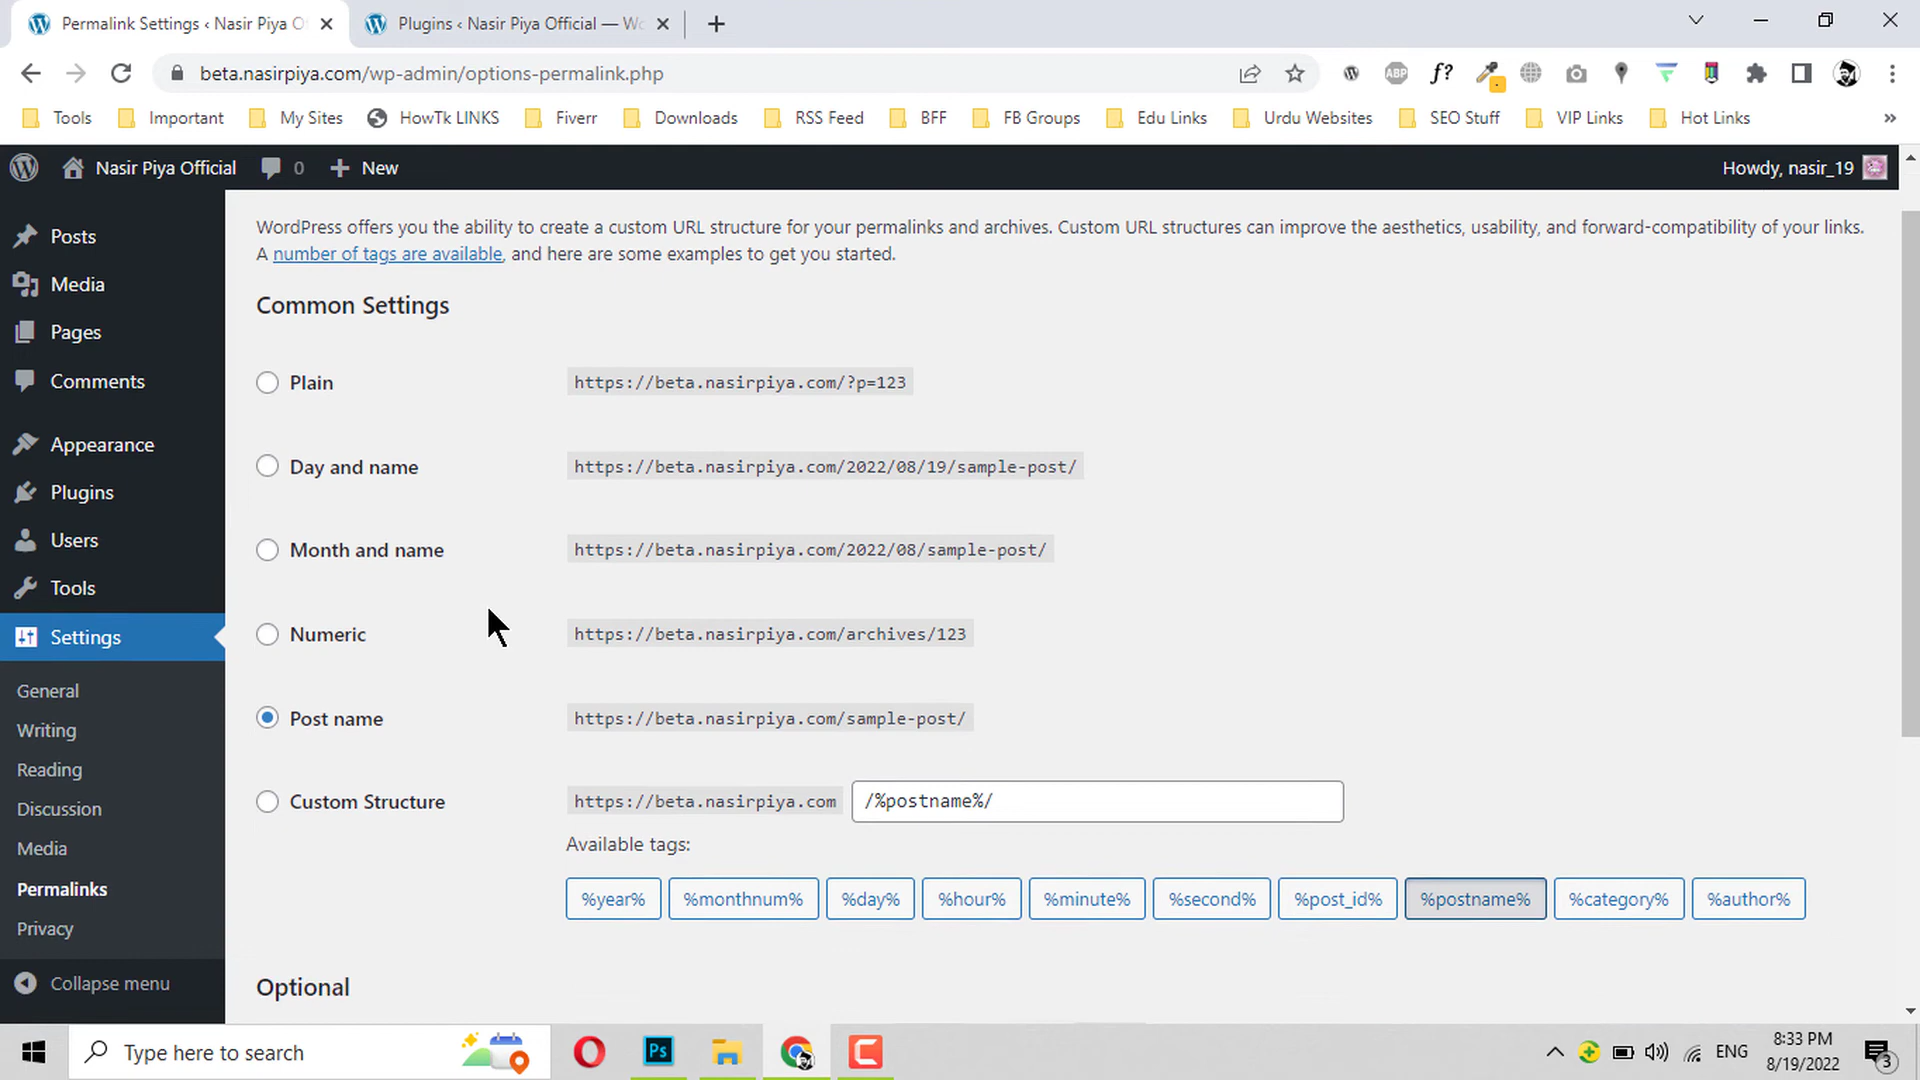 Permalink Settings ‹ Nasir Piya O
Plugins ‹ Nasir Piya Official — Wo
beta.nasirpiya.com/wp-admin/options-permalink.php
ABP
f?
Tools
Important
My Sites
HowTk LINKS
Fiverr
Downloads
RSS Feed
BFF
FB Groups
Edu Links
Urdu Websites
SEO Stuff
VIP Links
Hot Links
»
Nasir Piya Official
0
New
Howdy, nasir_19
Posts
Media
Pages
Comments
Appearance
Plugins
Users
Tools
Settings
General
Writing
Reading
Discussion
Media
Permalinks
Privacy
Collapse menu
WordPress offers you the ability to create a custom URL structure for your permalinks and archives. Custom URL structures can improve the aesthetics, usability, and forward-compatibility of your links.
A number of tags are available, and here are some examples to get you started.
Common Settings
Plain https://beta.nasirpiya.com/?p=123
Day and name https://beta.nasirpiya.com/2022/08/19/sample-post/
Month and name https://beta.nasirpiya.com/2022/08/sample-post/
Numeric https://beta.nasirpiya.com/archives/123
Post name https://beta.nasirpiya.com/sample-post/
Custom Structure https://beta.nasirpiya.com /%postname%/
Available tags:
%year% %monthnum% %day% %hour% %minute% %second% %post_id% %postname% %category% %author%
Optional
Type here to search
Ps
ENG
8:33 PM
8/19/2022
3